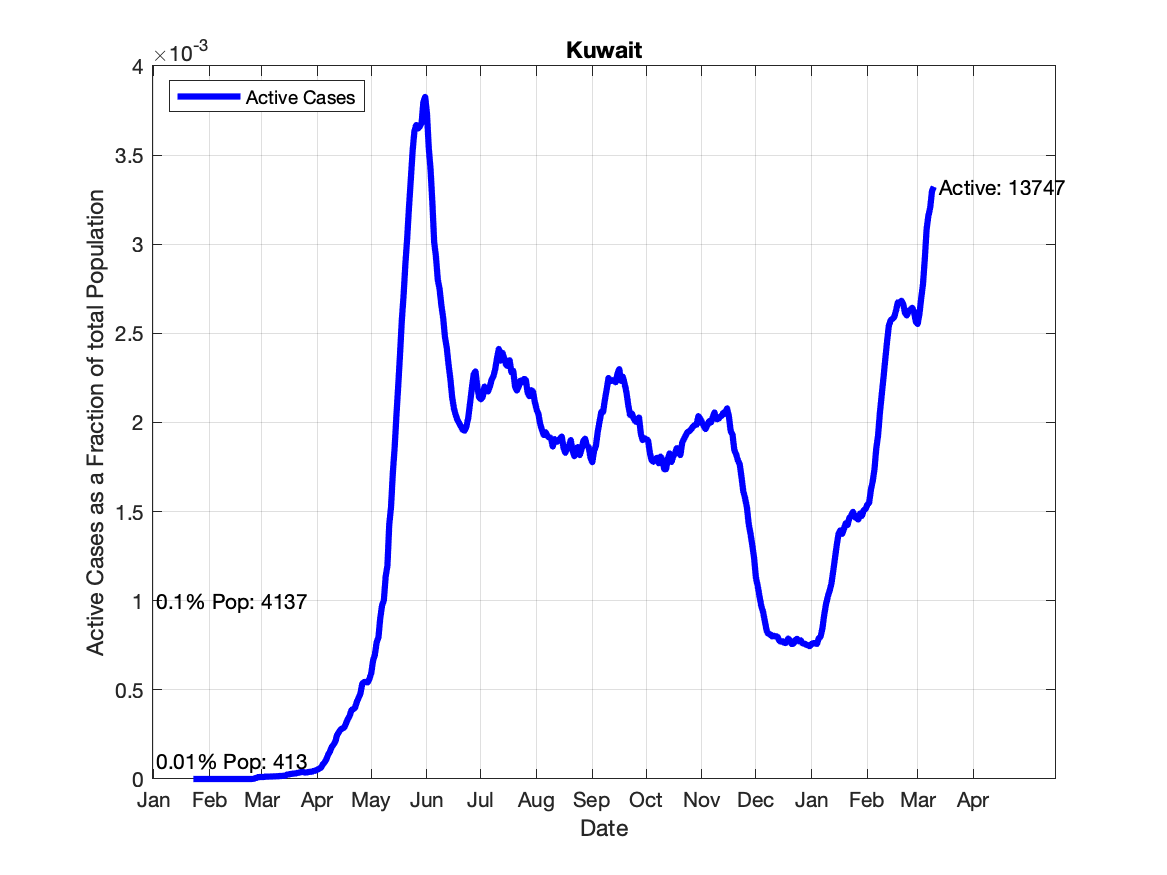 Kuwait
×10-3
4
3.5
3
2.5
2
1.5
1
0.5
0
Active Cases as a Fraction of total Population
Active Cases
Active: 13747
0.1% Pop: 4137
0.01% Pop: 413
Jan Feb Mar Apr May Jun Jul Aug Sep Oct Nov Dec Jan Feb Mar Apr
Date